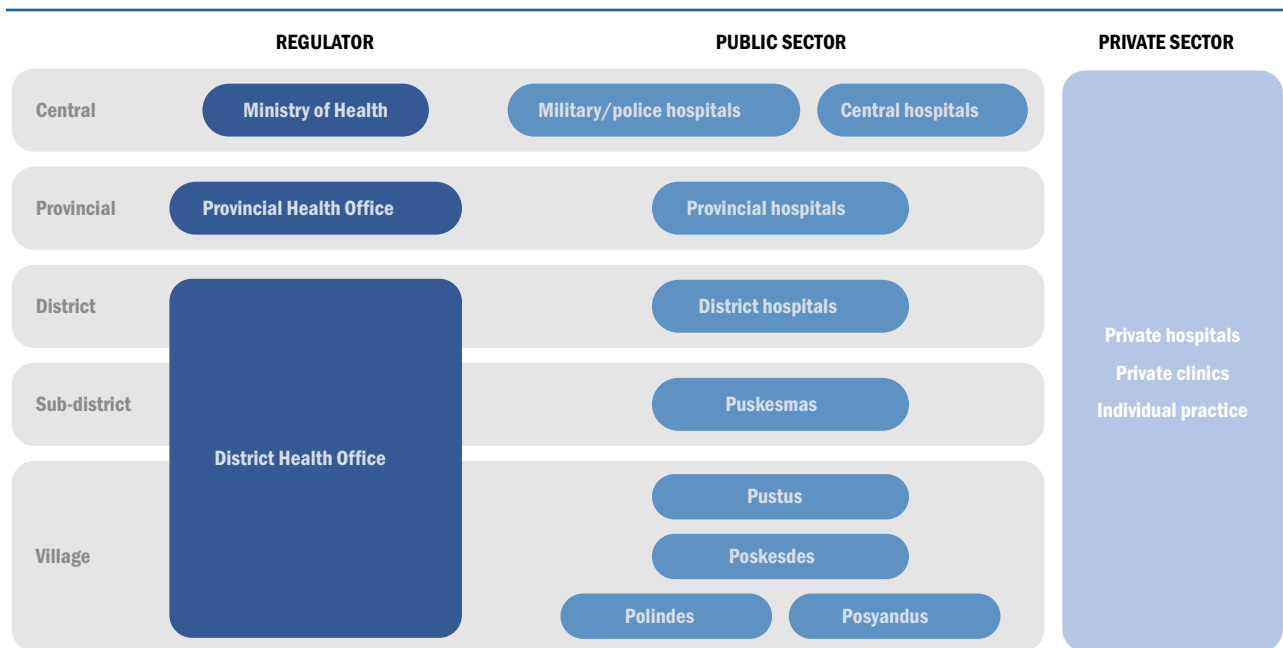 REGULATOR
PUBLIC SECTOR
PRIVATE SECTOR
Central
Ministry of Health
Military/police hospitals
Central hospitals
Provincial
Provincial Health Office
Provincial hospitals
District
District hospitals
Sub-district
Puskesmas
District Health Office
Village
Pustus
Poskesdes
Polindes
Posyandus
Private hospitals
Private clinics
Individual practice